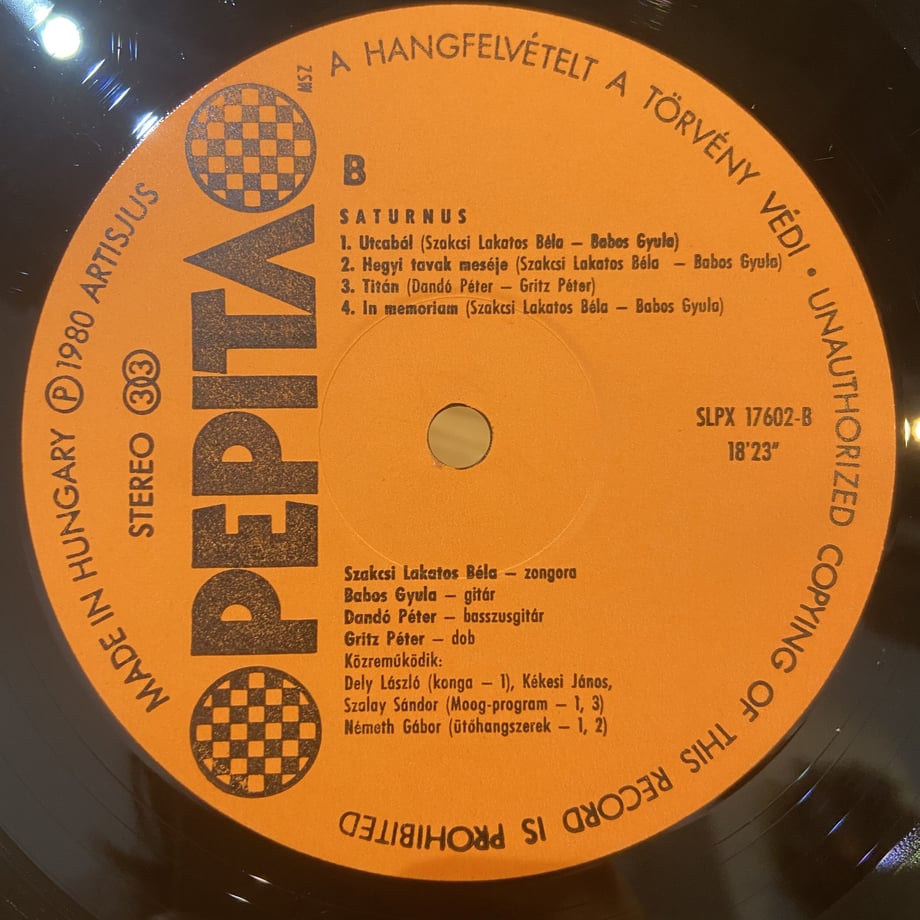 A HANGFELVÉTELT A TÖRVÉNY VÉDI • UNAUTHORIZED COPYING OF THIS RECORD IS PROHIBITED
MADE IN HUNGARY Ⓟ 1980 ARTISJUS
STEREO 33
PEPITA
MSZ
B
SATURNUS
1. Utcaból (Szakcsi Lakatos Béla — Babos Gyula)
2. Hegyi tavak meséje (Szakcsi Lakatos Béla — Babos Gyula)
3. Titán (Dandó Péter — Gritz Péter)
4. In memoriam (Szakcsi Lakatos Béla — Babos Gyula)
SLPX 17602-B
18'23"
Szakcsi Lakatos Béla — zongora
Babos Gyula — gitár
Dandó Péter — basszusgitár
Gritz Péter — dob
Közreműködik:
Dely László (konga — 1), Kékesi János,
Szalay Sándor (Moog-program — 1, 3)
Németh Gábor (ütőhangszerek — 1, 2)